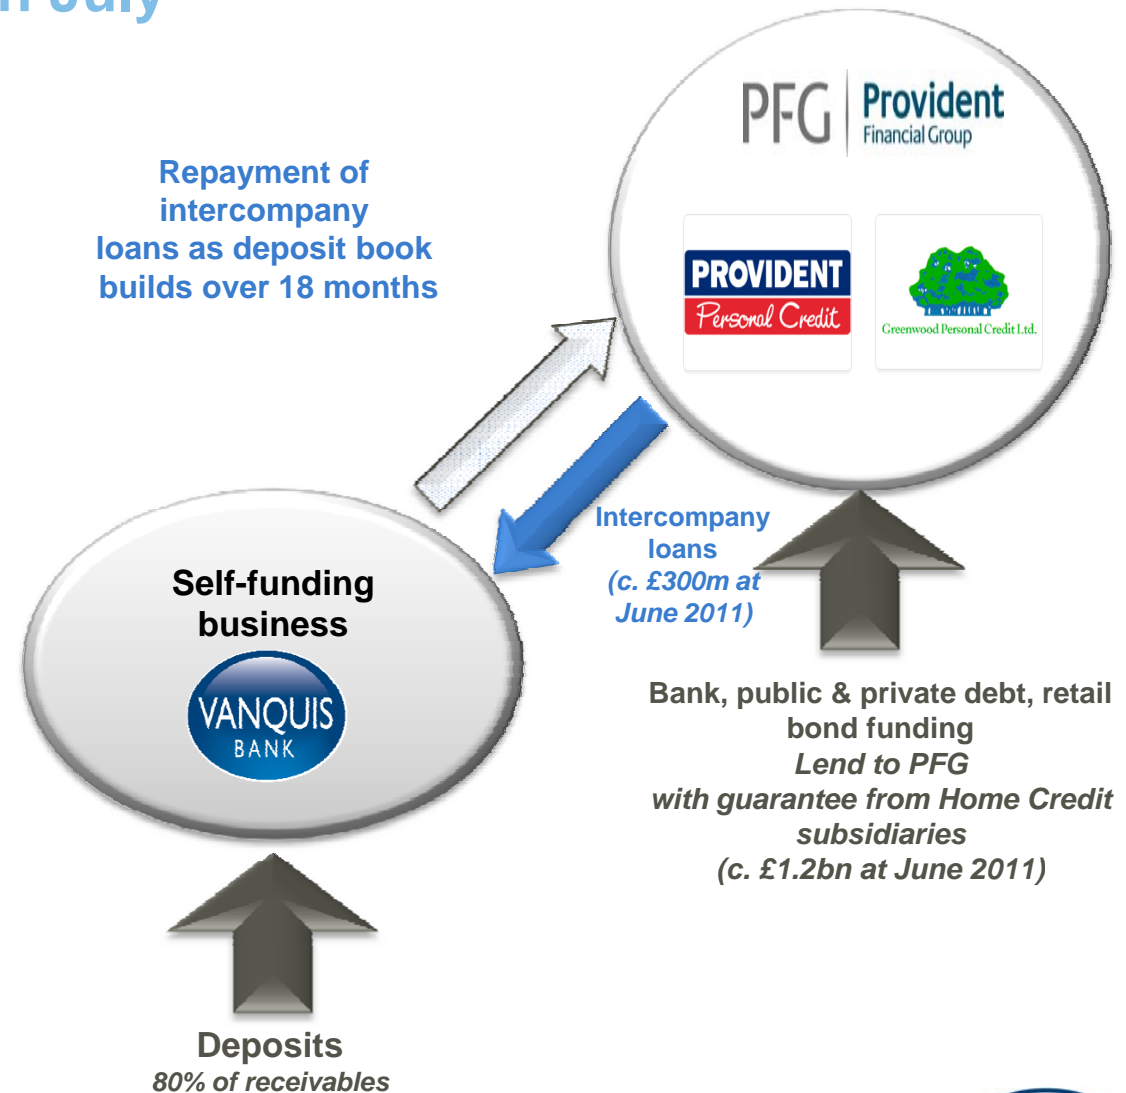 July
PFG
Provident
Financial Group
Repayment of
intercompany
loans as deposit book
builds over 18 months
PROVIDENT
Personal Credit
Greenwood Personal Credit Ltd.
Intercompany
loans
(c. £300m at
June 2011)
Self-funding
business
VANQUIS
BANK
Bank, public & private debt, retail
bond funding
Lend to PFG
with guarantee from Home Credit
subsidiaries
(c. £1.2bn at June 2011)
Deposits
80% of receivables